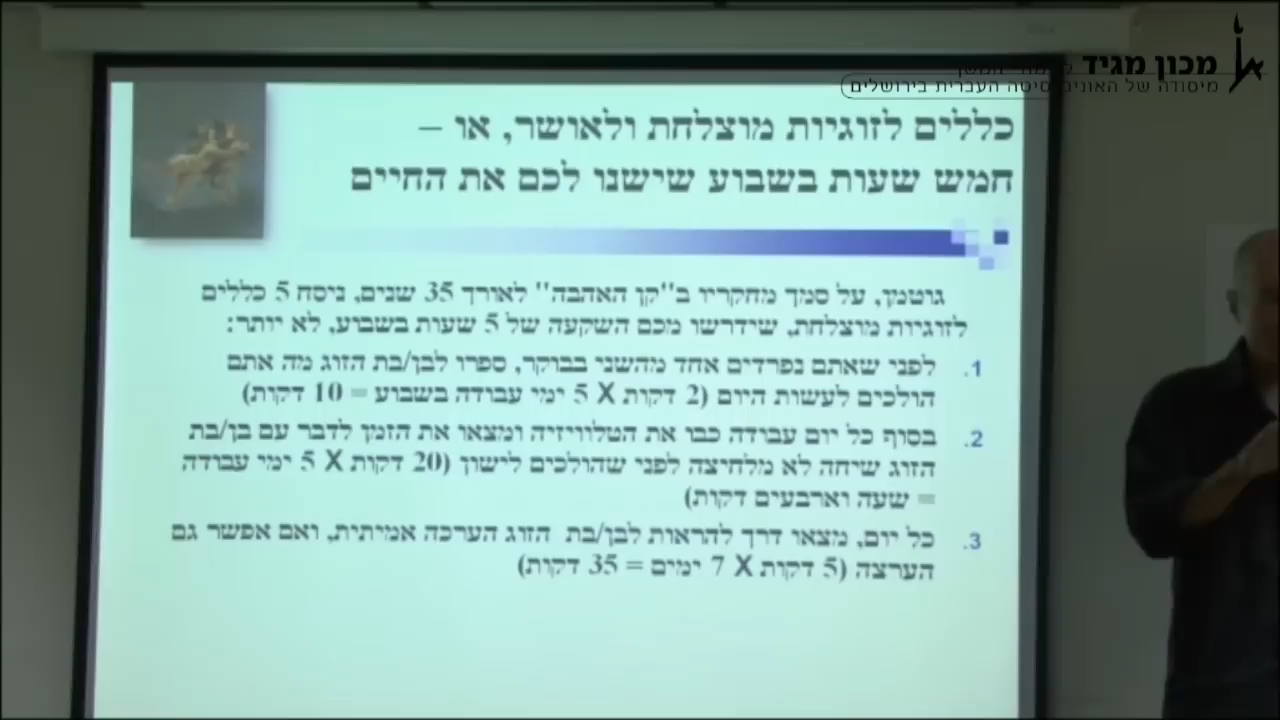 מכון מגיד
מיסודה של האוניברסיטה העברית בירושלים
כללים לזוגיות מוצלחת ולאושר, או –
חמש שעות בשבוע שישנו לכם את החיים
גוטמן, על סמך מחקריו ב"קן האהבה" לאורך 35 שנים, ניסח 5 כללים
לזוגיות מוצלחת, שידרשו מכם השקעה של 5 שעות בשבוע, לא יותר:
1. לפני שאתם נפרדים אחד מהשני בבוקר, ספרו לבן/בת הזוג מה אתם
הולכים לעשות היום (2 דקות X 5 ימי עבודה בשבוע = 10 דקות)
2. בסוף כל יום עבודה כבו את הטלוויזיה ומצאו את הזמן לדבר עם בן/בת
הזוג שיחה לא מלחיצה לפני שהולכים לישון (20 דקות X 5 ימי עבודה
= שעה וארבעים דקות)
3. כל יום, מצאו דרך להראות לבן/בת הזוג הערכה אמיתית, ואם אפשר גם
הערצה (5 דקות X 7 ימים = 35 דקות)